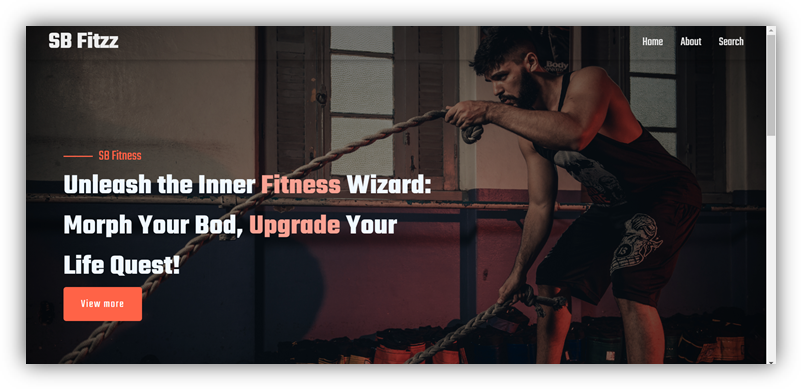 SB Fitzz
Home About Search
SB Fitness
Unleash the Inner Fitness Wizard:
Morph Your Bod, Upgrade Your
Life Quest!
View more